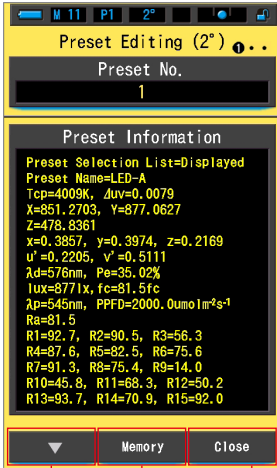 M 11 P1 2°
Preset Editing (2°) ❶..
Preset No.
1
Preset Information
Preset Selection List=Displayed
Preset Name=LED-A
Tcp=4009K, ⊿uv=0.0079
X=851.2703, Y=877.0627
Z=478.8361
x=0.3857, y=0.3974, z=0.2169
u'=0.2205, v'=0.5111
λd=576nm, Pe=35.02%
lux=877lx,fc=81.5fc
λp=545nm, PPFD=2000.0umolm⁻²s⁻¹
Ra=81.5
R1=92.7, R2=90.5, R3=56.3
R4=87.6, R5=82.5, R6=75.6
R7=91.3, R8=75.4, R9=14.0
R10=45.8, R11=68.3, R12=50.2
R13=93.7, R14=70.9, R15=92.0
▼ Memory Close